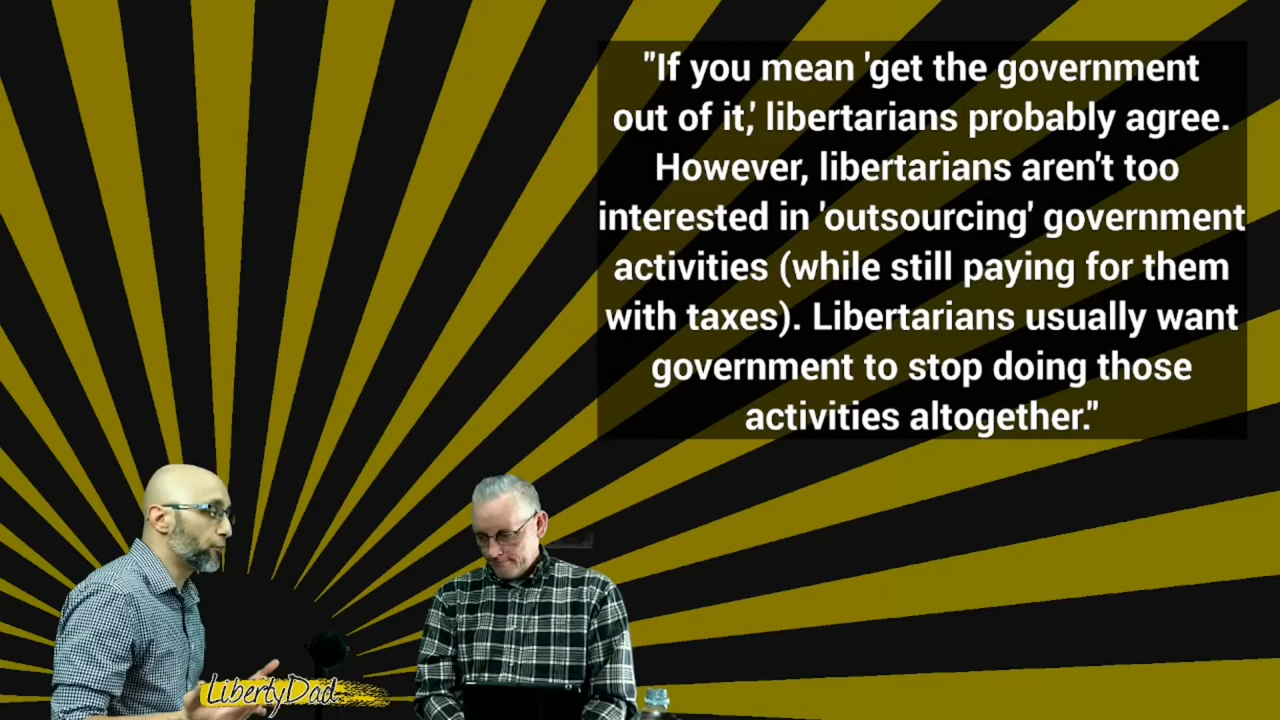 "If you mean 'get the government
out of it,' libertarians probably agree.
However, libertarians aren't too
interested in 'outsourcing' government
activities (while still paying for them
with taxes). Libertarians usually want
government to stop doing those
activities altogether."
LibertyDad